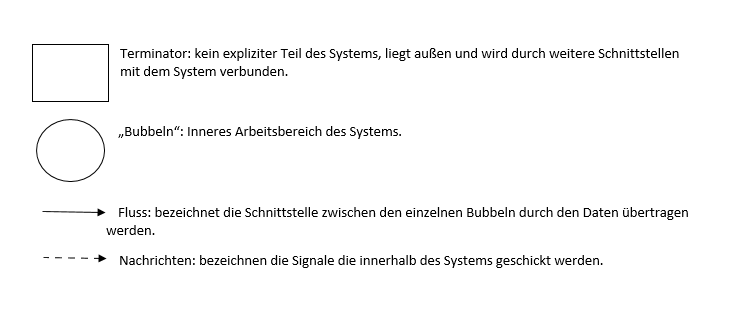 Terminator: kein expliziter Teil des Systems, liegt außen und wird durch weitere Schnittstellen
mit dem System verbunden.
„Bubbeln“: Inneres Arbeitsbereich des Systems.
Fluss: bezeichnet die Schnittstelle zwischen den einzelnen Bubbeln durch den Daten übertragen
werden.
Nachrichten: bezeichnen die Signale die innerhalb des Systems geschickt werden.